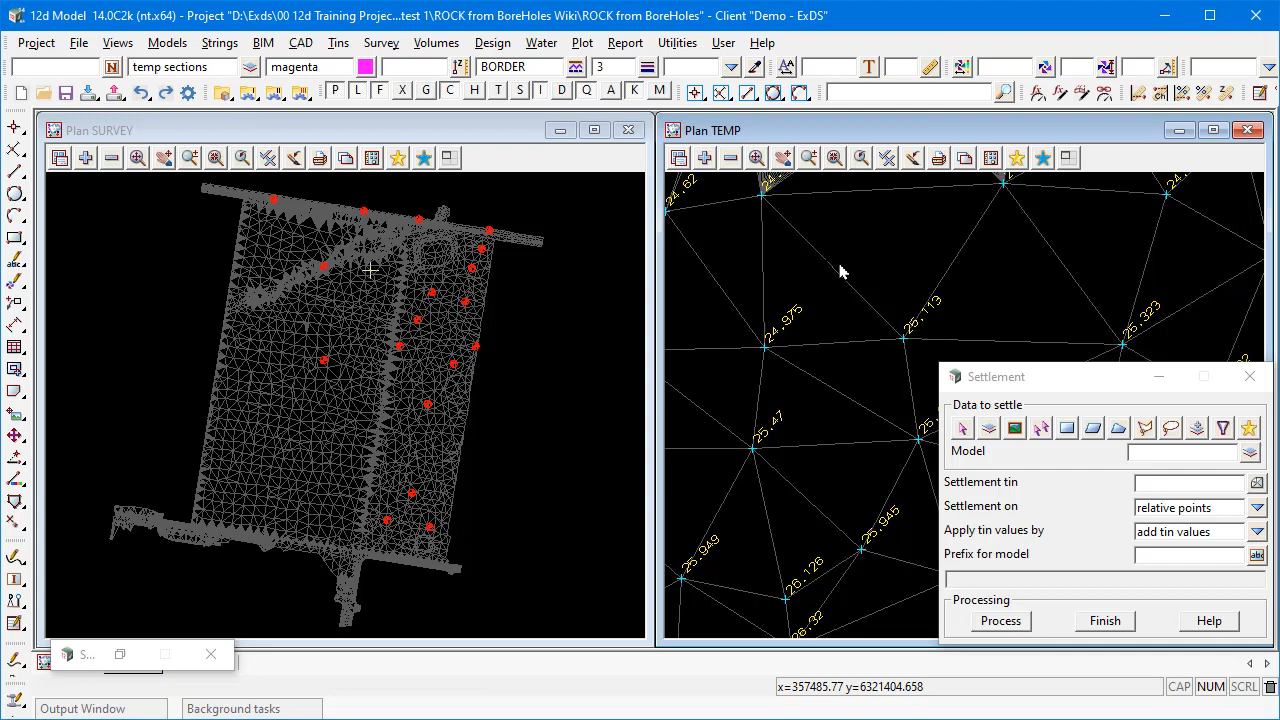 12d Model 14.0C2k (nt.x64) - Project "D:\Exds\00 12d Training Projec...test 1\ROCK from BoreHoles Wiki\ROCK from BoreHoles" - Client "Demo - ExDS"
Project File Views Models Strings BIM CAD Tins Survey Volumes Design Water Plot Report Utilities User Help
temp sections magenta BORDER 3
P L F X G C H T S I D Q A K M
Plan SURVEY
Plan TEMP
24.62
25.113
24.975
25.323
25.47
25.945
25.949
26.126
26.32
Settlement
Data to settle
Model
Settlement tin
Settlement on relative points
Apply tin values by add tin values
Prefix for model
Processing
Process Finish Help
S...
x=357485.77 y=6321404.658
CAP NUM SCRL
Output Window Background tasks